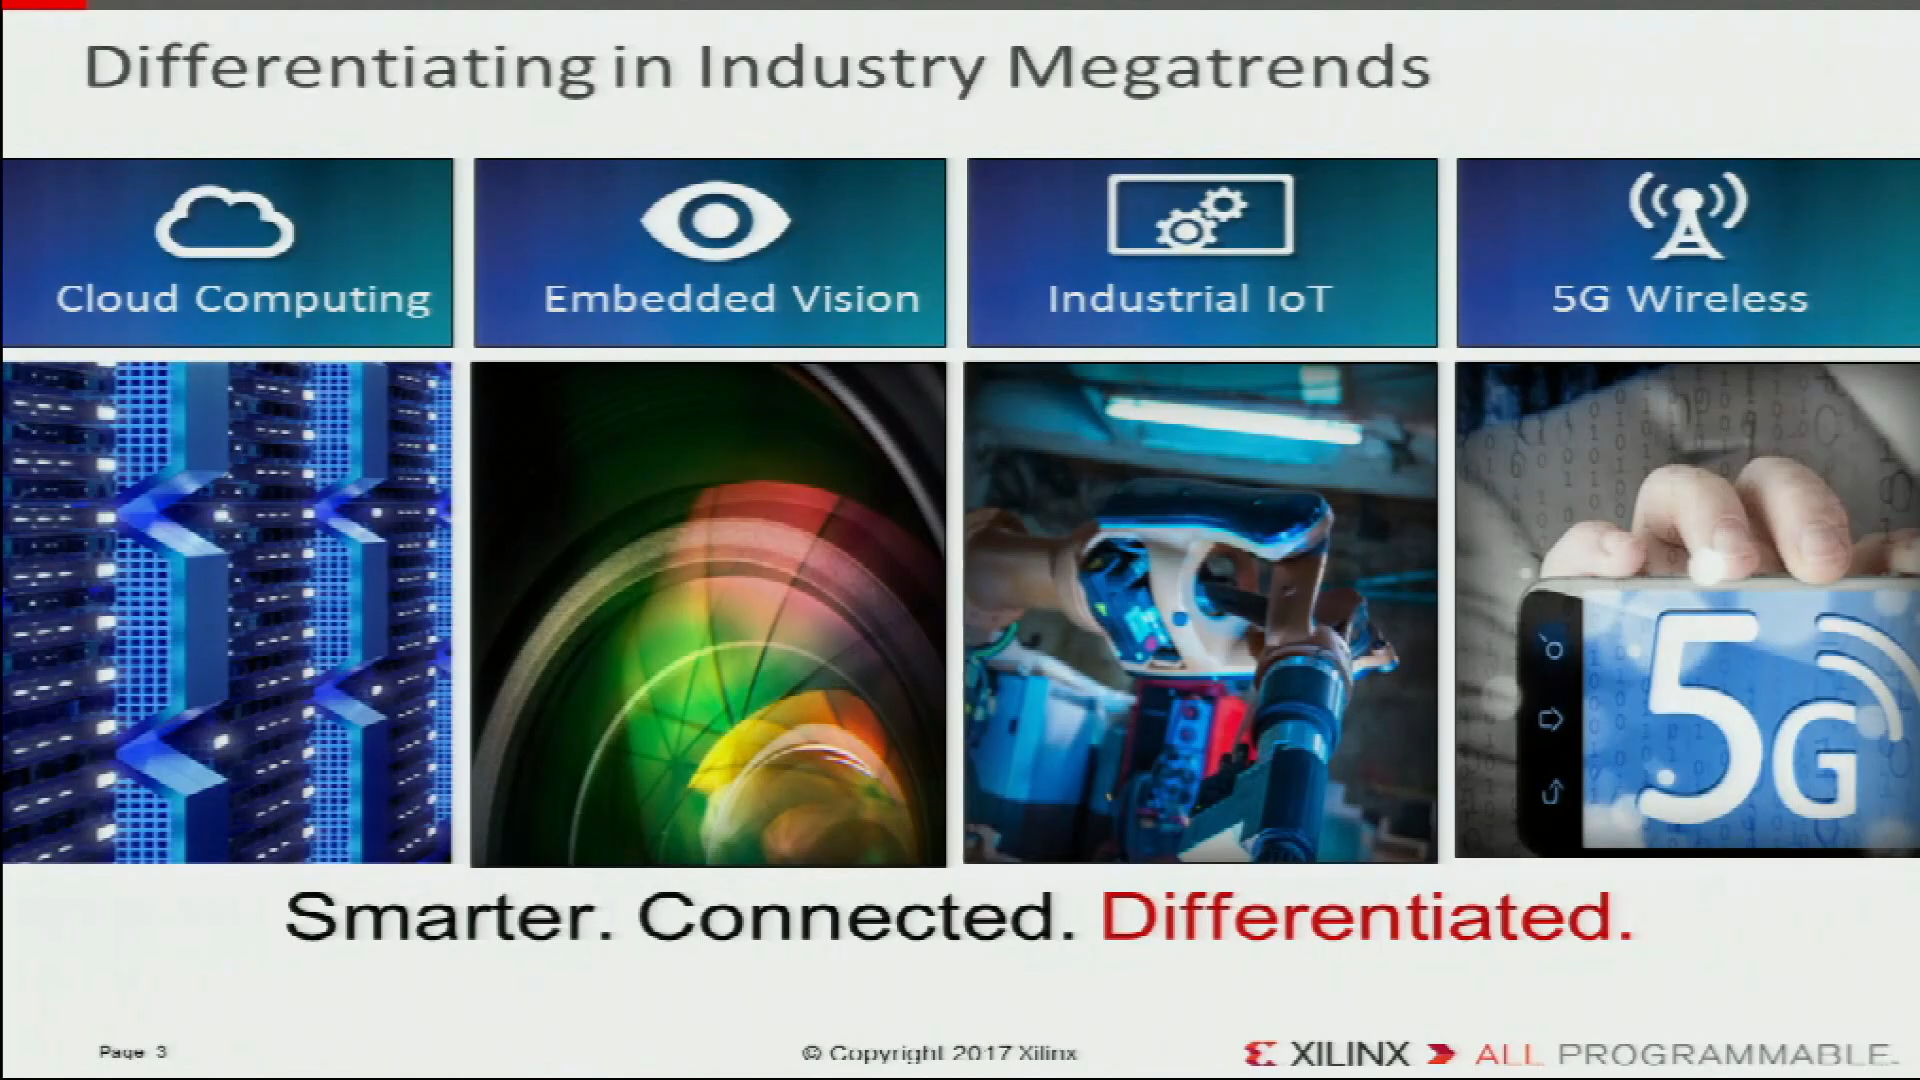 Differentiating in Industry Megatrends
Cloud Computing
Embedded Vision
Industrial IoT
5G Wireless
5G
Smarter. Connected. Differentiated.
Page 3
© Copyright 2017 Xilinx
XILINX
ALL PROGRAMMABLE.